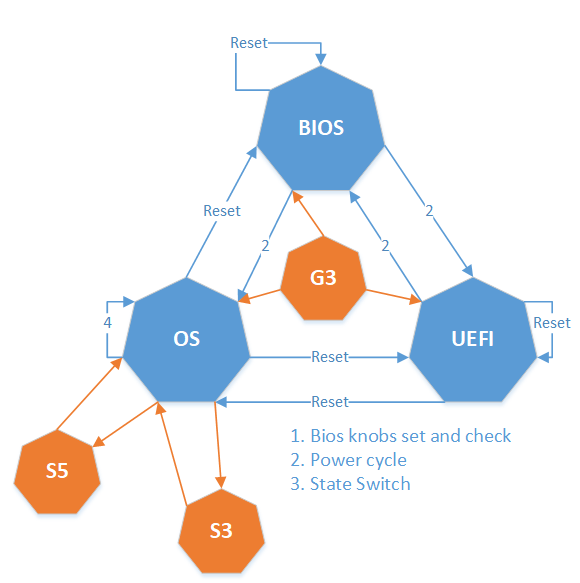 Reset
BIOS
Reset
2
2
2
G3
4
OS
Reset
UEFI
Reset
Reset
1. Bios knobs set and check
2. Power cycle
3. State Switch
S5
S3